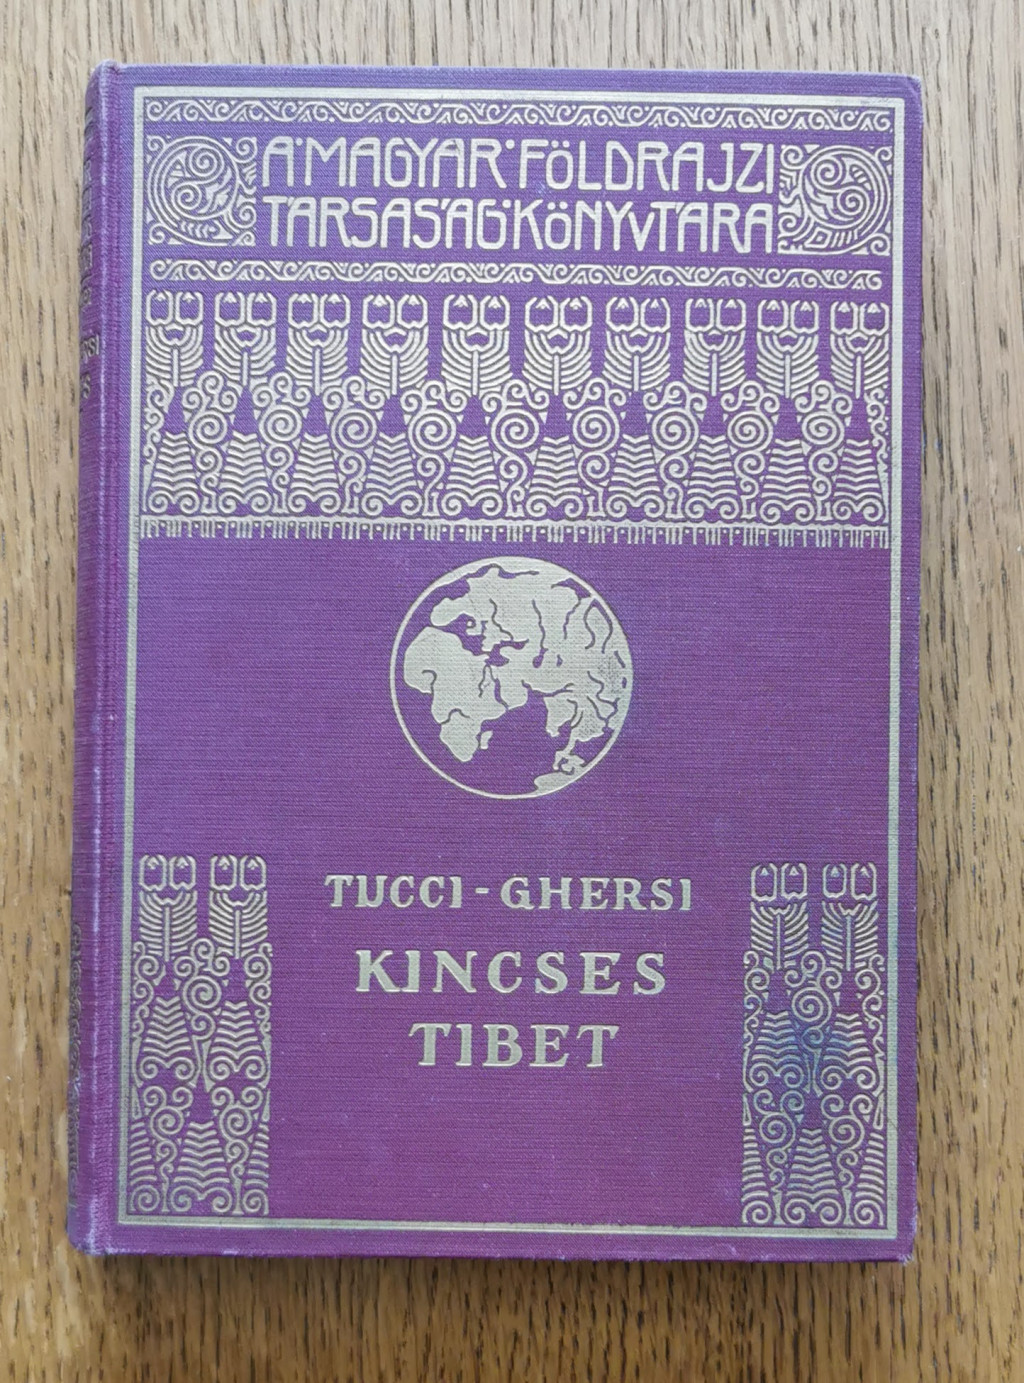 A·MAGYAR·FÖLDRAJZI
TÁRSASÁG·KÖNYVTÁRA
TUCCI - GHERSI
KINCSES
TIBET